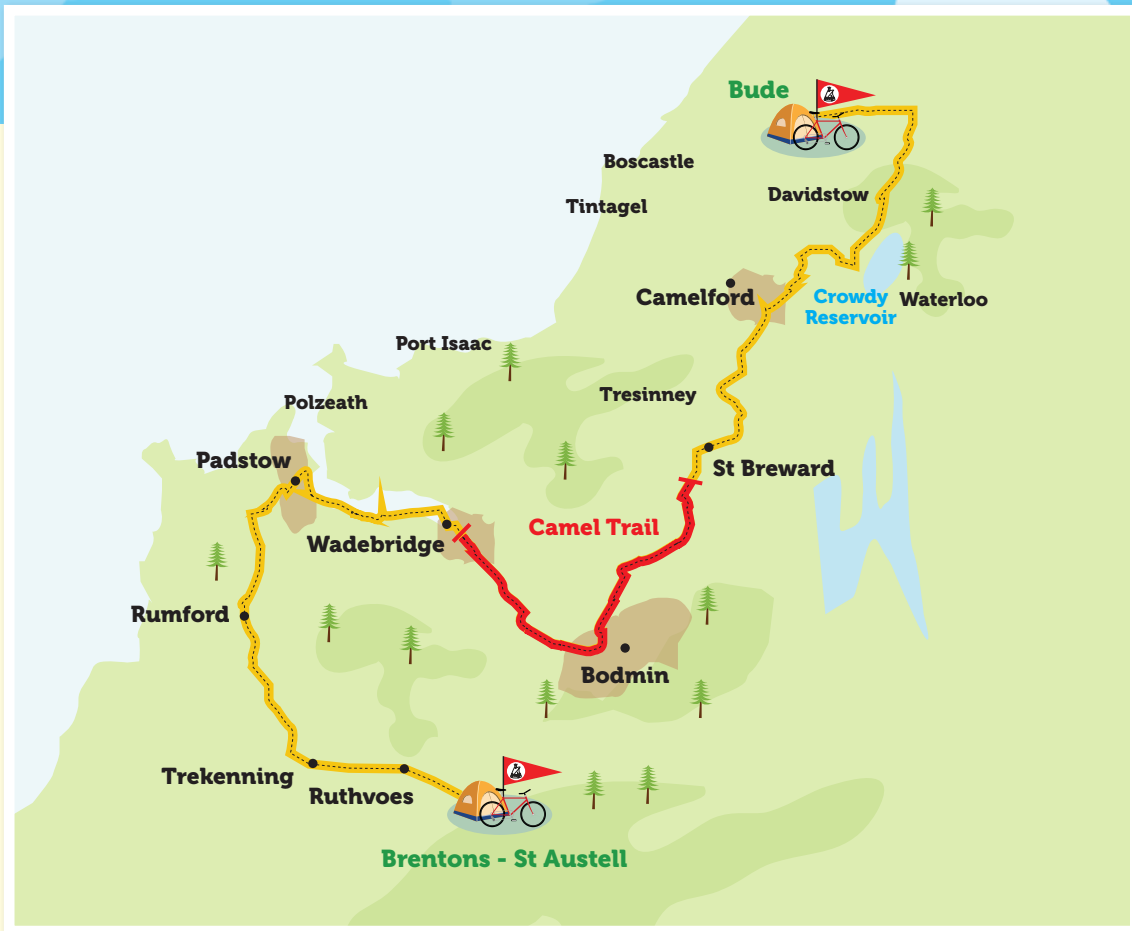 Bude
Boscastle
Davidstow
Tintagel
Camelford
Crowdy
Reservoir
Waterloo
Port Isaac
Tresinney
Polzeath
Padstow
St Breward
Camel Trail
Wadebridge
Rumford
Bodmin
Trekenning
Ruthvoes
Brentons - St Austell